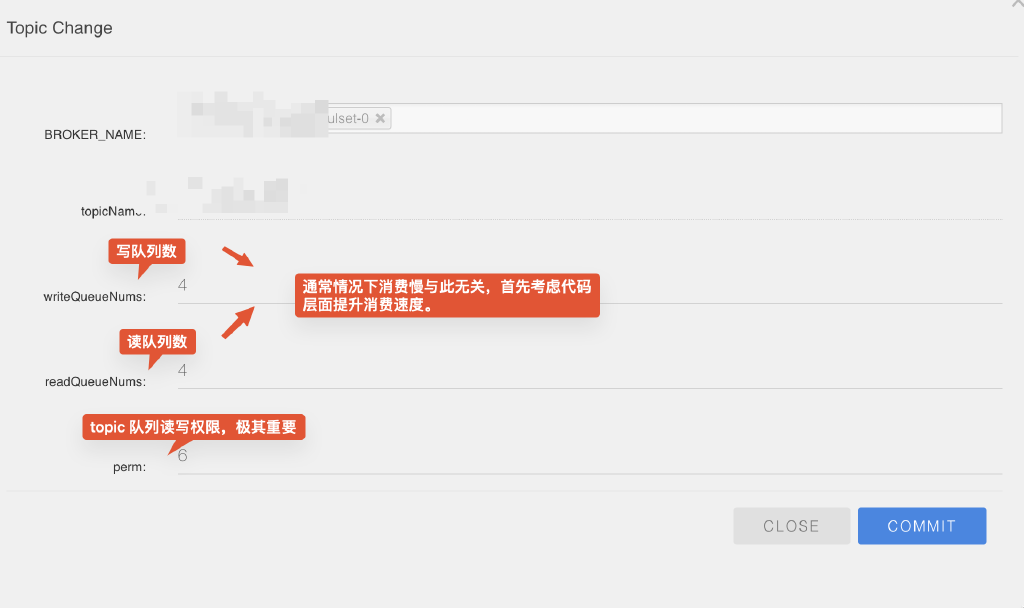 Topic Change
ulset-0 ✖
BROKER_NAME:
topicName:
写队列数
4
writeQueueNums:
通常情况下消费慢与此无关，首先考虑代码
层面提升消费速度。
读队列数
4
readQueueNums:
topic 队列读写权限，极其重要
6
perm:
CLOSE
COMMIT